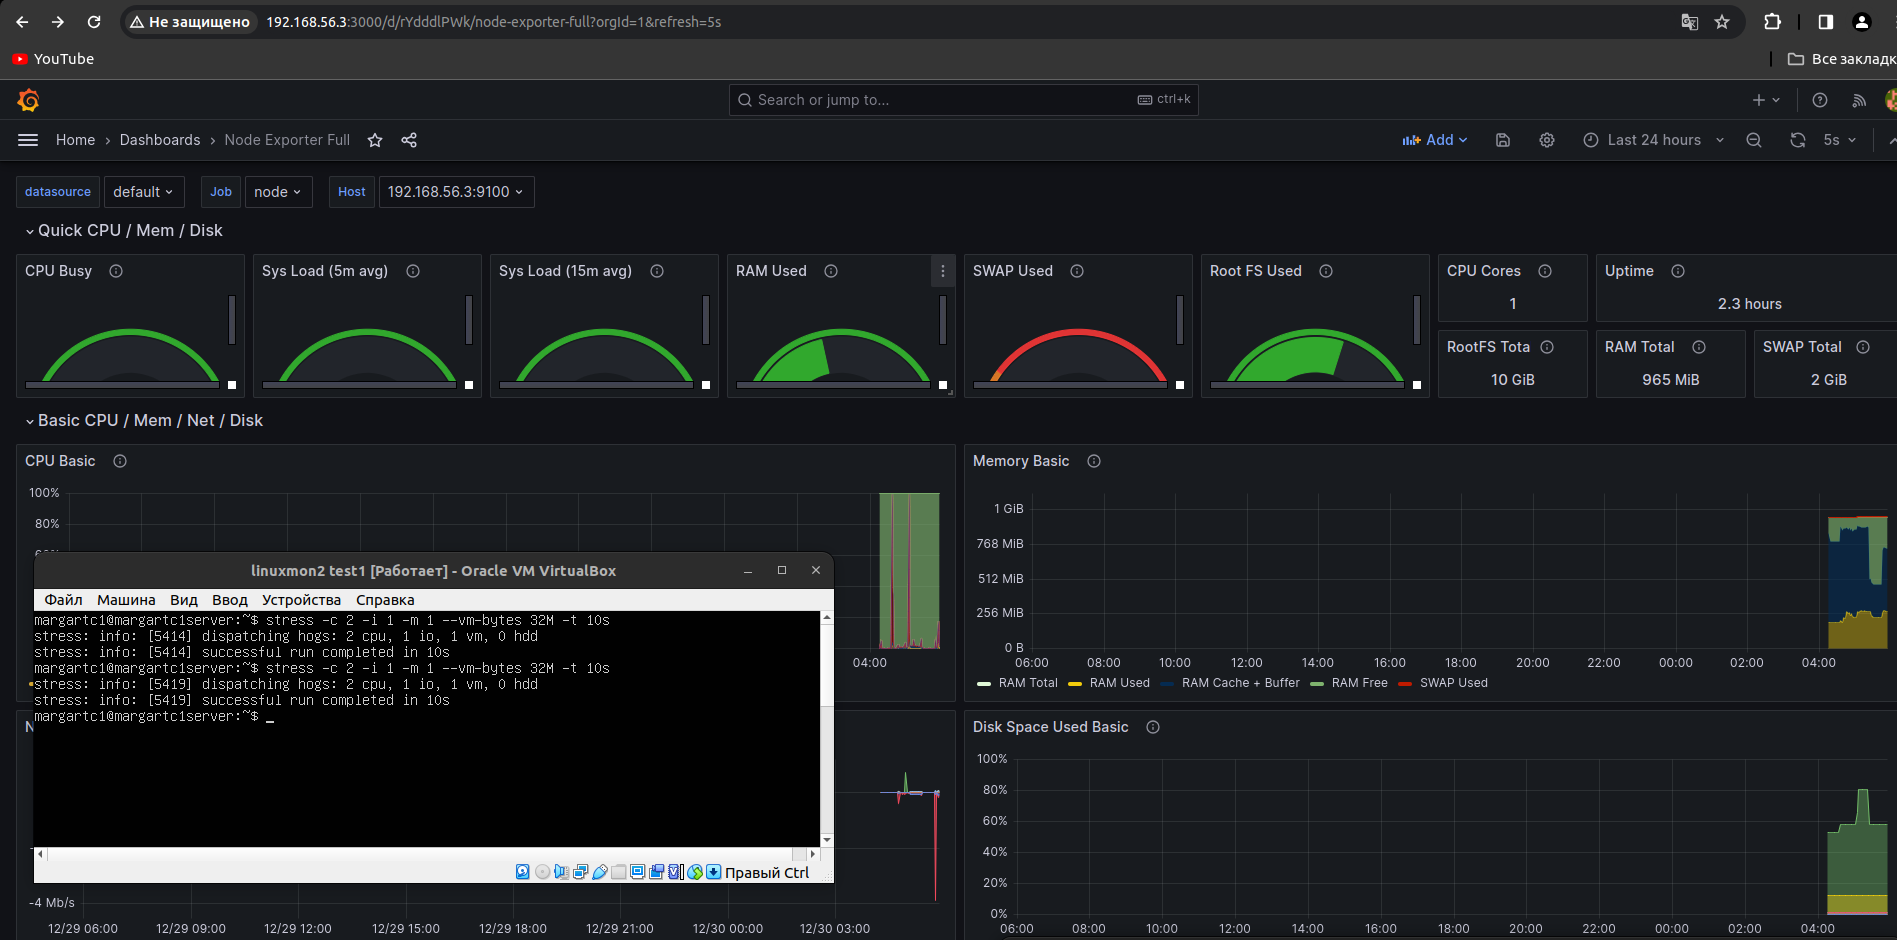 Не защищено 192.168.56.3:3000/d/rYdddlPWk/node-exporter-full?orgId=1&refresh=5s
YouTube Все закладк
Search or jump to... ctrl+k
Home › Dashboards › Node Exporter Full Add Last 24 hours 5s
datasource default Job node Host 192.168.56.3:9100
Quick CPU / Mem / Disk
CPU Busy Sys Load (5m avg) Sys Load (15m avg) RAM Used SWAP Used Root FS Used CPU Cores Uptime
1 2.3 hours
RootFS Tota RAM Total SWAP Total
10 GiB 965 MiB 2 GiB
Basic CPU / Mem / Net / Disk
CPU Basic
100%
80%
04:00
Memory Basic
1 GiB
768 MiB
512 MiB
256 MiB
0 B
06:00 08:00 10:00 12:00 14:00 16:00 18:00 20:00 22:00 00:00 02:00 04:00
RAM Total RAM Used RAM Cache + Buffer RAM Free SWAP Used
linuxmon2 test1 [Работает] - Oracle VM VirtualBox
Файл Машина Вид Ввод Устройства Справка
margartc1@margartc1server:~$ stress -c 2 -i 1 -m 1 --vm-bytes 32M -t 10s
stress: info: [5414] dispatching hogs: 2 cpu, 1 io, 1 vm, 0 hdd
stress: info: [5414] successful run completed in 10s
margartc1@margartc1server:~$ stress -c 2 -i 1 -m 1 --vm-bytes 32M -t 10s
stress: info: [5419] dispatching hogs: 2 cpu, 1 io, 1 vm, 0 hdd
stress: info: [5419] successful run completed in 10s
margartc1@margartc1server:~$ _
Правый Ctrl
-4 Mb/s
12/29 06:00 12/29 09:00 12/29 12:00 12/29 15:00 12/29 18:00 12/29 21:00 12/30 00:00 12/30 03:00
Disk Space Used Basic
100%
80%
60%
40%
20%
0%
06:00 08:00 10:00 12:00 14:00 16:00 18:00 20:00 22:00 00:00 02:00 04:00